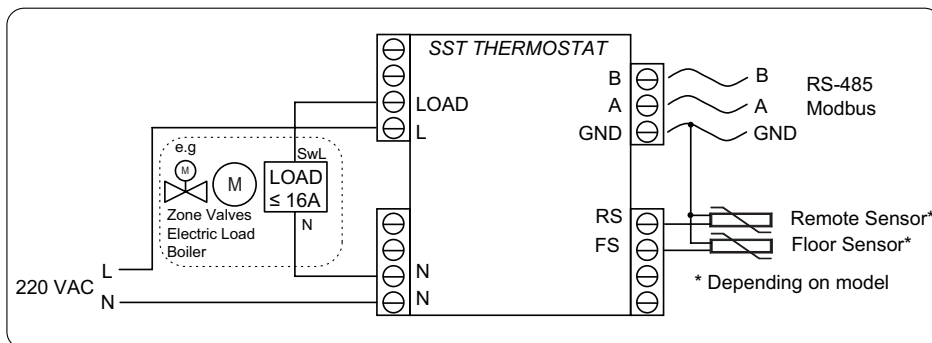 SST THERMOSTAT
LOAD
L
B
A
GND
B
A
GND
RS-485
Modbus
e.g
M
M
SwL
LOAD
≤ 16A
N
Zone Valves
Electric Load
Boiler
RS
FS
Remote Sensor*
Floor Sensor*
* Depending on model
L
220 VAC
N
N
N